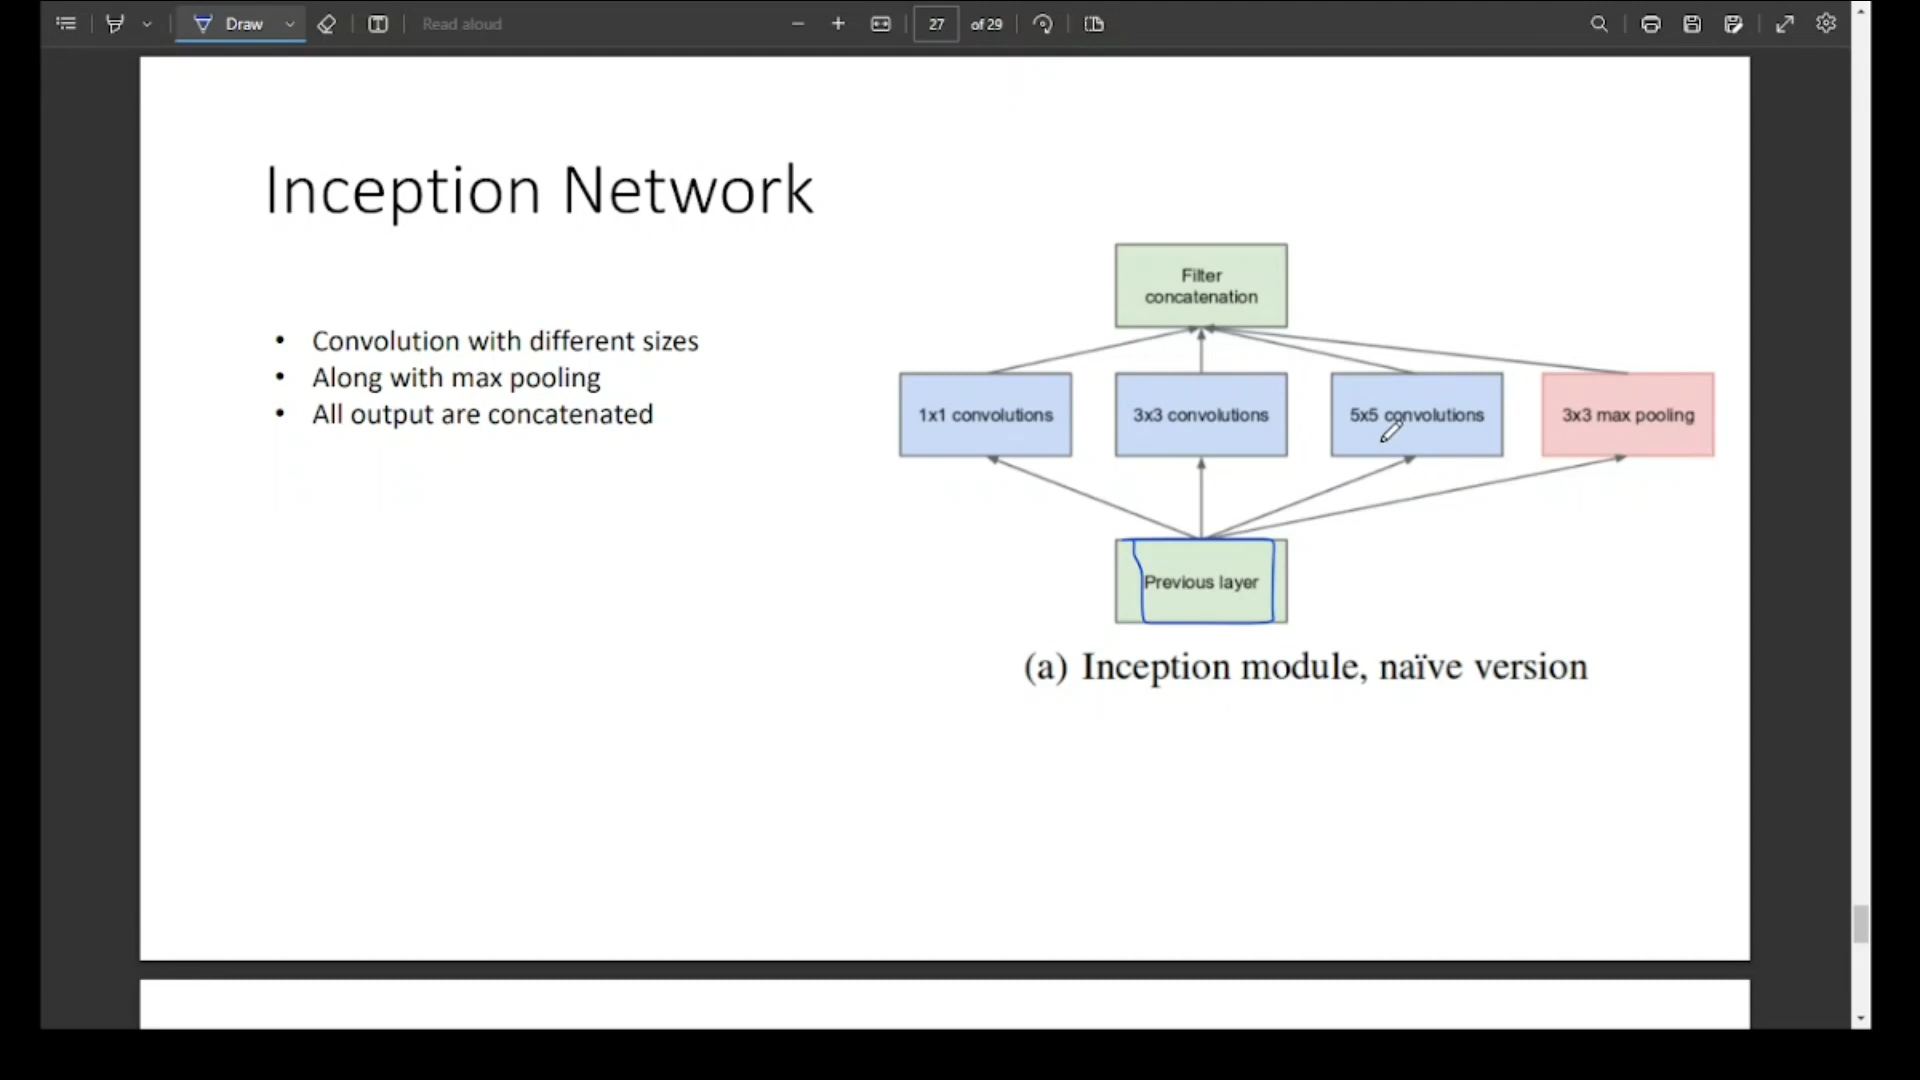 Draw
Read aloud
27
of 29
Inception Network
• Convolution with different sizes
• Along with max pooling
• All output are concatenated
Filter
concatenation
1x1 convolutions
3x3 convolutions
5x5 convolutions
3x3 max pooling
Previous layer
(a) Inception module, naïve version